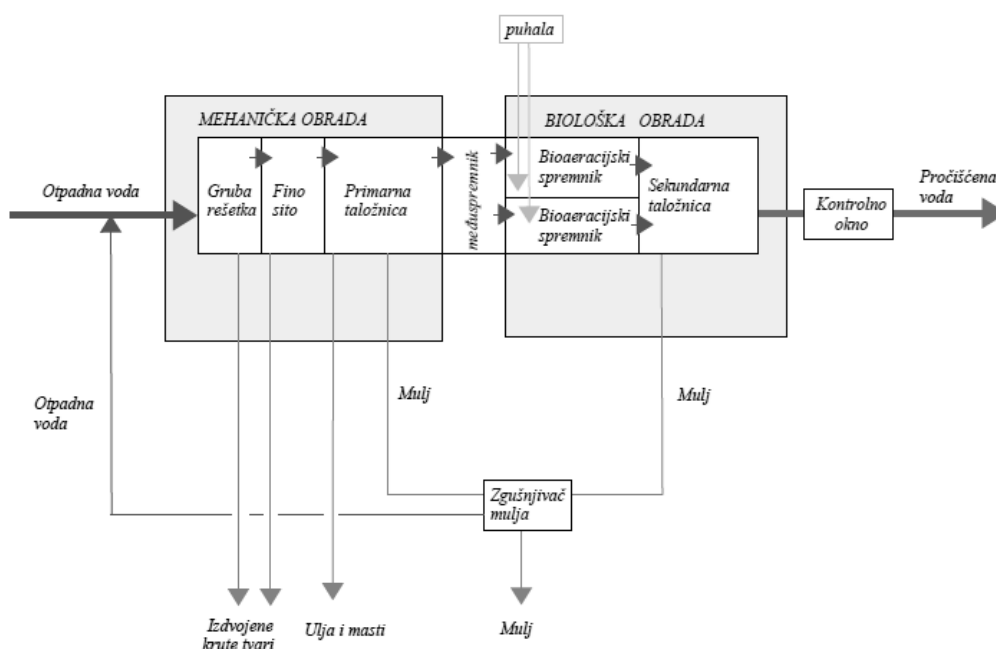 puhala
MEHANIČKA OBRADA
BIOLOŠKA OBRADA
Otpadna voda
Gruba
rešetka
Fino
sito
Primarna
taložnica
međuspremnik
Bioaeracijski
spremnik
Bioaeracijski
spremnik
Sekundarna
taložnica
Kontrolno
okno
Pročišćena
voda
Otpadna
voda
Mulj
Mulj
Zgušnjivač
mulja
Izdvojene
krute tvari
Ulja i masti
Mulj